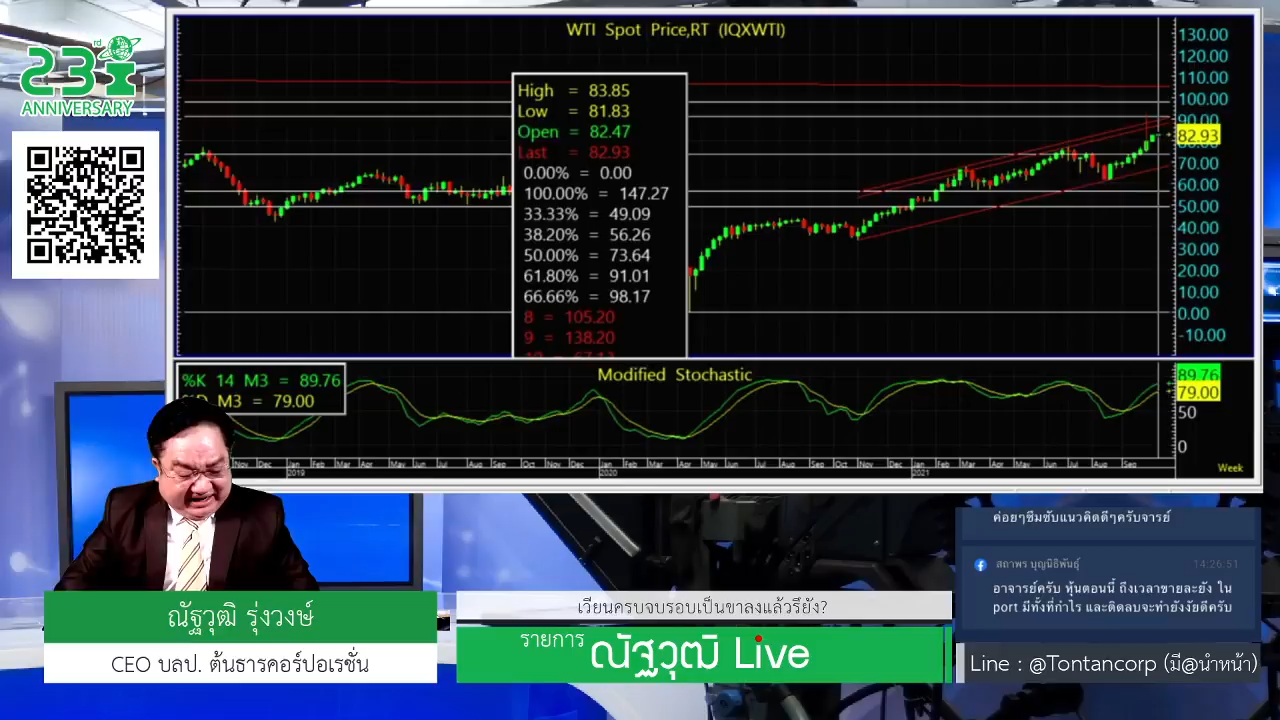 23rd
ANNIVERSARY
WTI Spot Price,RT (IQXWTI)
High = 83.85
Low = 81.83
Open = 82.47
Last = 82.93
0.00% = 0.00
100.00% = 147.27
33.33% = 49.09
38.20% = 56.26
50.00% = 73.64
61.80% = 91.01
66.66% = 98.17
8 = 105.20
9 = 138.20
130.00
120.00
110.00
100.00
90.00
82.93
70.00
60.00
50.00
40.00
30.00
20.00
10.00
0.00
-10.00
%K 14 M3 = 89.76
%D M3 = 79.00
Modified Stochastic
89.76
79.00
50
0
Nov Dec Jan Feb Mar Apr May Jun Jul Aug Sep Oct Nov Dec Jan Feb Mar Apr May Jun Jul Aug Sep Oct Nov Dec Jan Feb Mar Apr May Jun Jul Aug Sep
2019 2020 2021
Week
ค่อยๆซึมซับแนวคิดดีๆครับจารย์
สถาพร บุญนิธิพันธุ์ 14:26:51
อาจารย์ครับ หุ้นตอนนี้ ถึงเวลาขายละยัง ใน
port มีทั้งที่กำไร และติดลบจะทำยังงัยดีครับ
ณัฐวุฒิ รุ่งวงษ์
CEO บลป. ต้นธารคอร์ปอเรชั่น
เวียนครบจบรอบเป็นขาลงแล้วรึยัง?
รายการ ณัฐวุฒิ Live
Line : @Tontancorp (มี@นำหน้า)